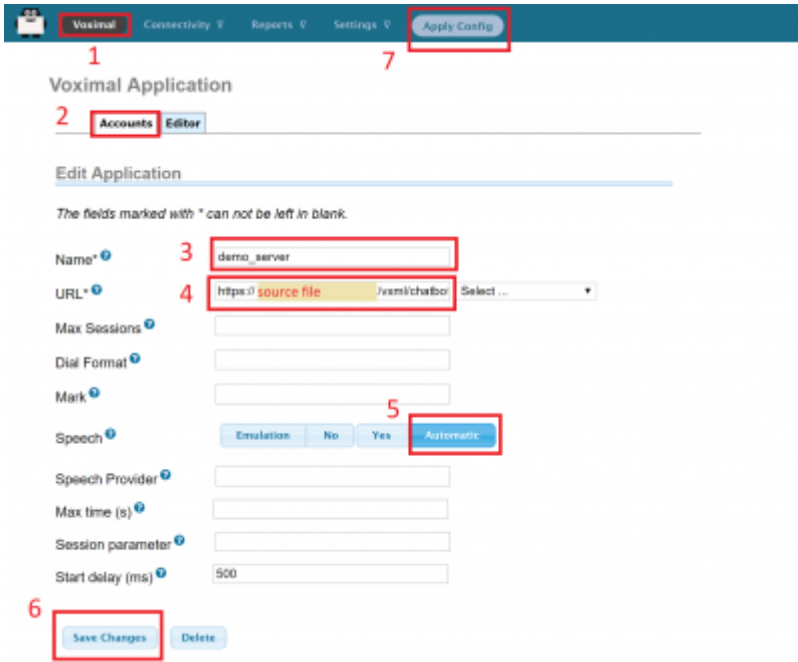 Voximal Connectivity Reports Settings Apply Config
1 7
Voximal Application
2 Accounts Editor
Edit Application
The fields marked with * can not be left in blank.
Name* ? 3 demo_server
URL* ? 4 https:// source file /vxml/chatbo Select ...
Max Sessions ?
Dial Format ?
Mark ?
5
Speech ? Emulation No Yes Automatic
Speech Provider ?
Max time (s) ?
Session parameter ?
Start delay (ms) ? 500
6
Save Changes Delete